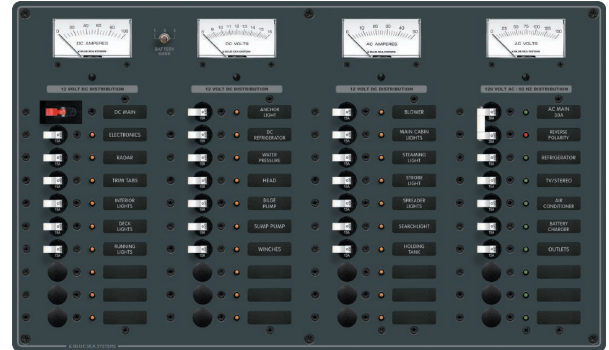 DC AMPERES
BATTERY
BANK
DC VOLTS
AC AMPERES
AC VOLTS
12 VOLT DC DISTRIBUTION
12 VOLT DC DISTRIBUTION
12 VOLT DC DISTRIBUTION
120 VOLT AC / 60 HZ DISTRIBUTION
DC MAIN
ELECTRONICS
RADAR
TRIM TABS
INTERIOR
LIGHTS
DECK
LIGHTS
RUNNING
LIGHTS
ANCHOR
LIGHT
DC
REFRIGERATOR
WATER
PRESSURE
HEAD
BILGE
PUMP
SUMP PUMP
WINCHES
BLOWER
MAIN CABIN
LIGHTS
STEAMING
LIGHT
STROBE
LIGHT
SPREADER
LIGHTS
SEARCHLIGHT
HOLDING
TANK
AC MAIN
30A
REVERSE
POLARITY
REFRIGERATOR
TV/STEREO
AIR
CONDITIONER
BATTERY
CHARGER
OUTLETS
BLUE SEA SYSTEMS